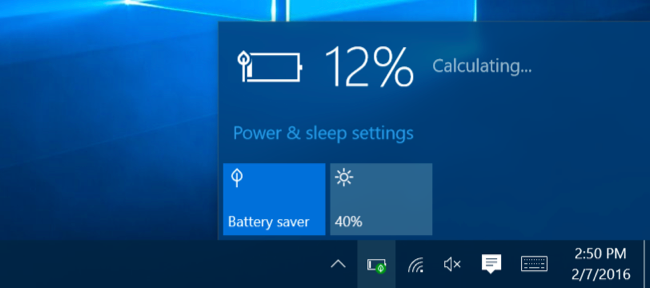 12% Calculating...
Power & sleep settings
Battery saver 40%
2:50 PM
2/7/2016